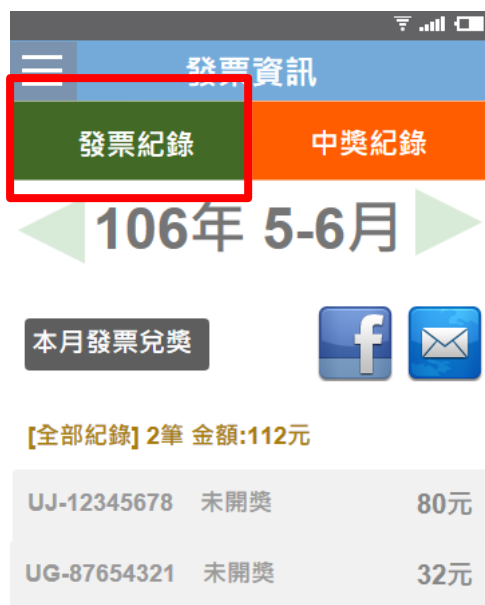 發票資訊
發票紀錄 中獎紀錄
106年 5-6月
本月發票兌獎
f
[全部紀錄] 2筆 金額:112元
UJ-12345678 未開獎 80元
UG-87654321 未開獎 32元